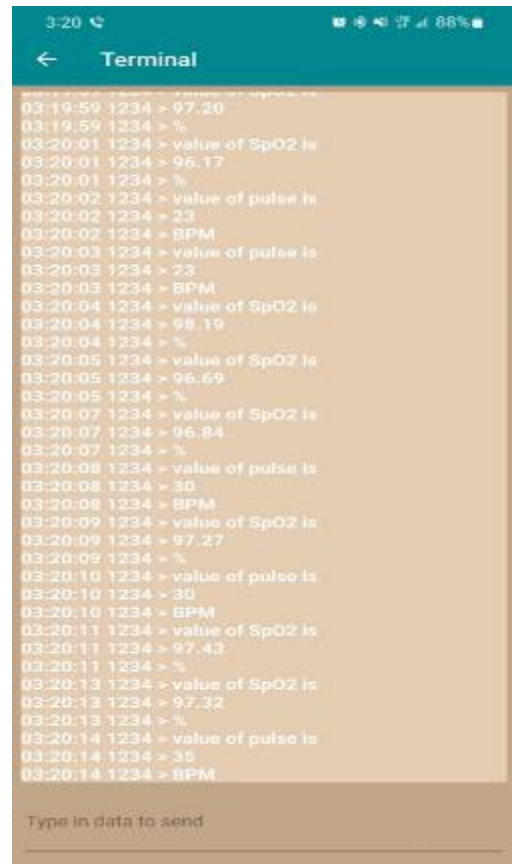 3:20 88%
← Terminal
03:19:59 1234 > value of SpO2 is
03:19:59 1234 > 97.20
03:19:59 1234 > %
03:20:01 1234 > value of SpO2 is
03:20:01 1234 > 96.17
03:20:01 1234 > %
03:20:02 1234 > value of pulse is
03:20:02 1234 > 23
03:20:02 1234 > BPM
03:20:03 1234 > value of pulse is
03:20:03 1234 > 23
03:20:03 1234 > BPM
03:20:04 1234 > value of SpO2 is
03:20:04 1234 > 98.19
03:20:04 1234 > %
03:20:05 1234 > value of SpO2 is
03:20:05 1234 > 96.69
03:20:05 1234 > %
03:20:07 1234 > value of SpO2 is
03:20:07 1234 > 96.84
03:20:07 1234 > %
03:20:08 1234 > value of pulse is
03:20:08 1234 > 30
03:20:08 1234 > BPM
03:20:09 1234 > value of SpO2 is
03:20:09 1234 > 97.27
03:20:09 1234 > %
03:20:10 1234 > value of pulse is
03:20:10 1234 > 30
03:20:10 1234 > BPM
03:20:11 1234 > value of SpO2 is
03:20:11 1234 > 97.43
03:20:11 1234 > %
03:20:13 1234 > value of SpO2 is
03:20:13 1234 > 97.32
03:20:13 1234 > %
03:20:14 1234 > value of pulse is
03:20:14 1234 > 35
03:20:14 1234 > BPM
Type in data to send